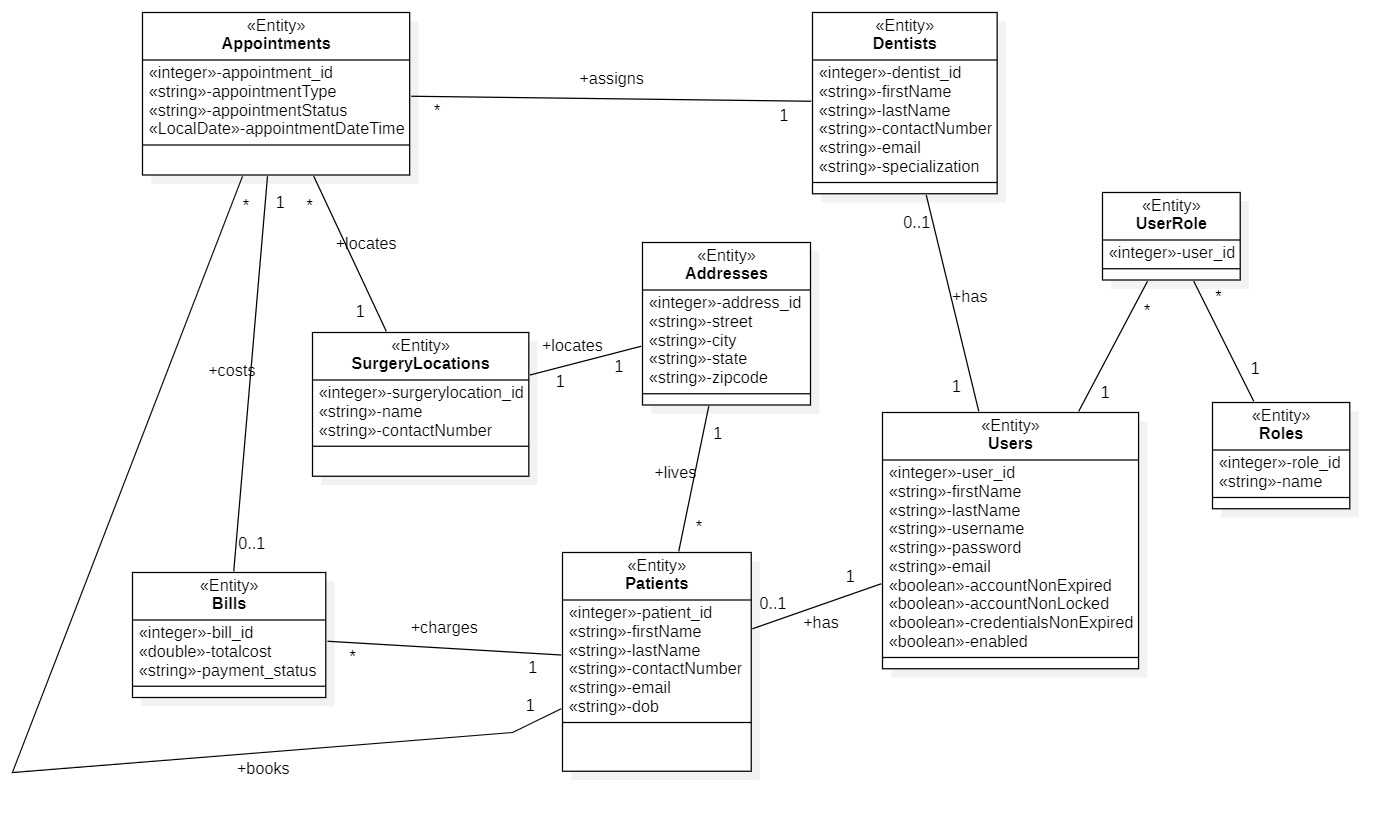 «Entity»
Appointments
«integer»-appointment_id
«string»-appointmentType
«string»-appointmentStatus
«LocalDate»-appointmentDateTime
+assigns
*
1
«Entity»
Dentists
«integer»-dentist_id
«string»-firstName
«string»-lastName
«string»-contactNumber
«string»-email
«string»-specialization
*
1
*
+locates
1
0..1
+has
1
«Entity»
UserRole
«integer»-user_id
*
*
1
1
«Entity»
Addresses
«integer»-address_id
«string»-street
«string»-city
«string»-state
«string»-zipcode
«Entity»
SurgeryLocations
«integer»-surgerylocation_id
«string»-name
«string»-contactNumber
+locates
1
1
+costs
0..1
1
+lives
*
«Entity»
Roles
«integer»-role_id
«string»-name
«Entity»
Users
«integer»-user_id
«string»-firstName
«string»-lastName
«string»-username
«string»-password
«string»-email
«boolean»-accountNonExpired
«boolean»-accountNonLocked
«boolean»-credentialsNonExpired
«boolean»-enabled
«Entity»
Bills
«integer»-bill_id
«double»-totalcost
«string»-payment_status
+charges
*
1
«Entity»
Patients
«integer»-patient_id
«string»-firstName
«string»-lastName
«string»-contactNumber
«string»-email
«string»-dob
0..1
1
+has
1
+books